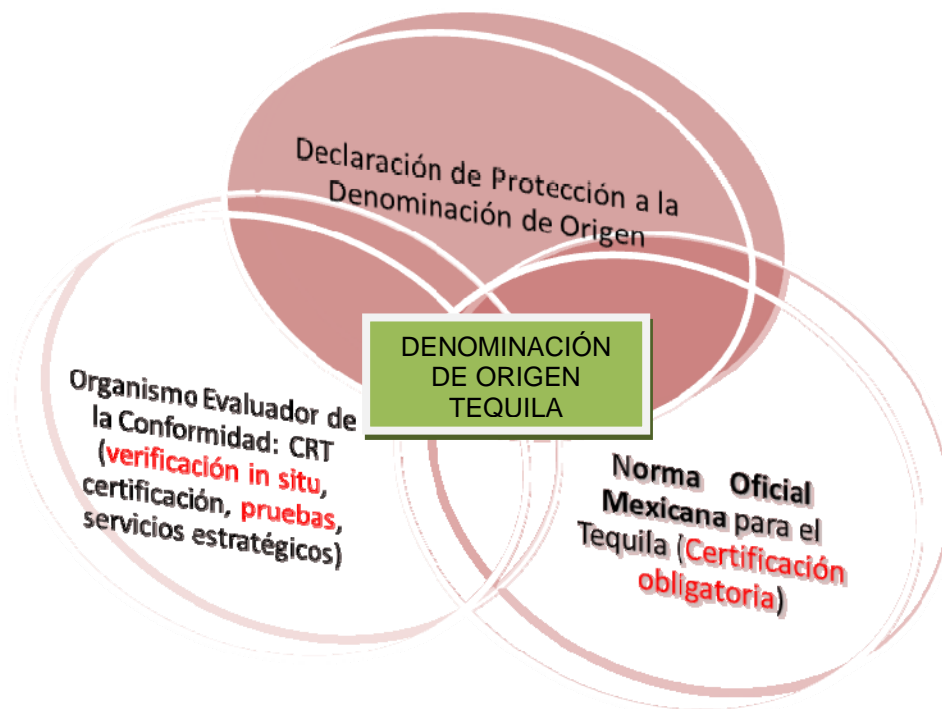 Declaración de Protección a la
Denominación de Origen
DENOMINACIÓN
DE ORIGEN
TEQUILA
Organismo Evaluador de
la Conformidad: CRT
(verificación in situ,
certificación, pruebas,
servicios estratégicos)
Norma Oficial
Mexicana para el
Tequila (Certificación
obligatoria)